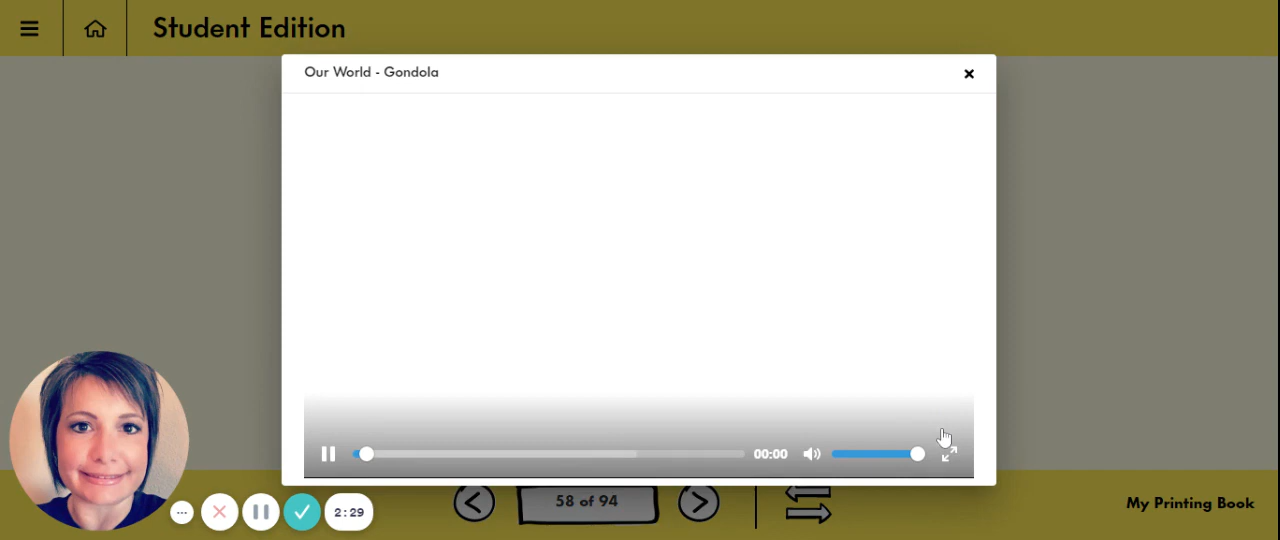 Student Edition
Our World - Gondola
00:00
2:29
58 of 94
My Printing Book